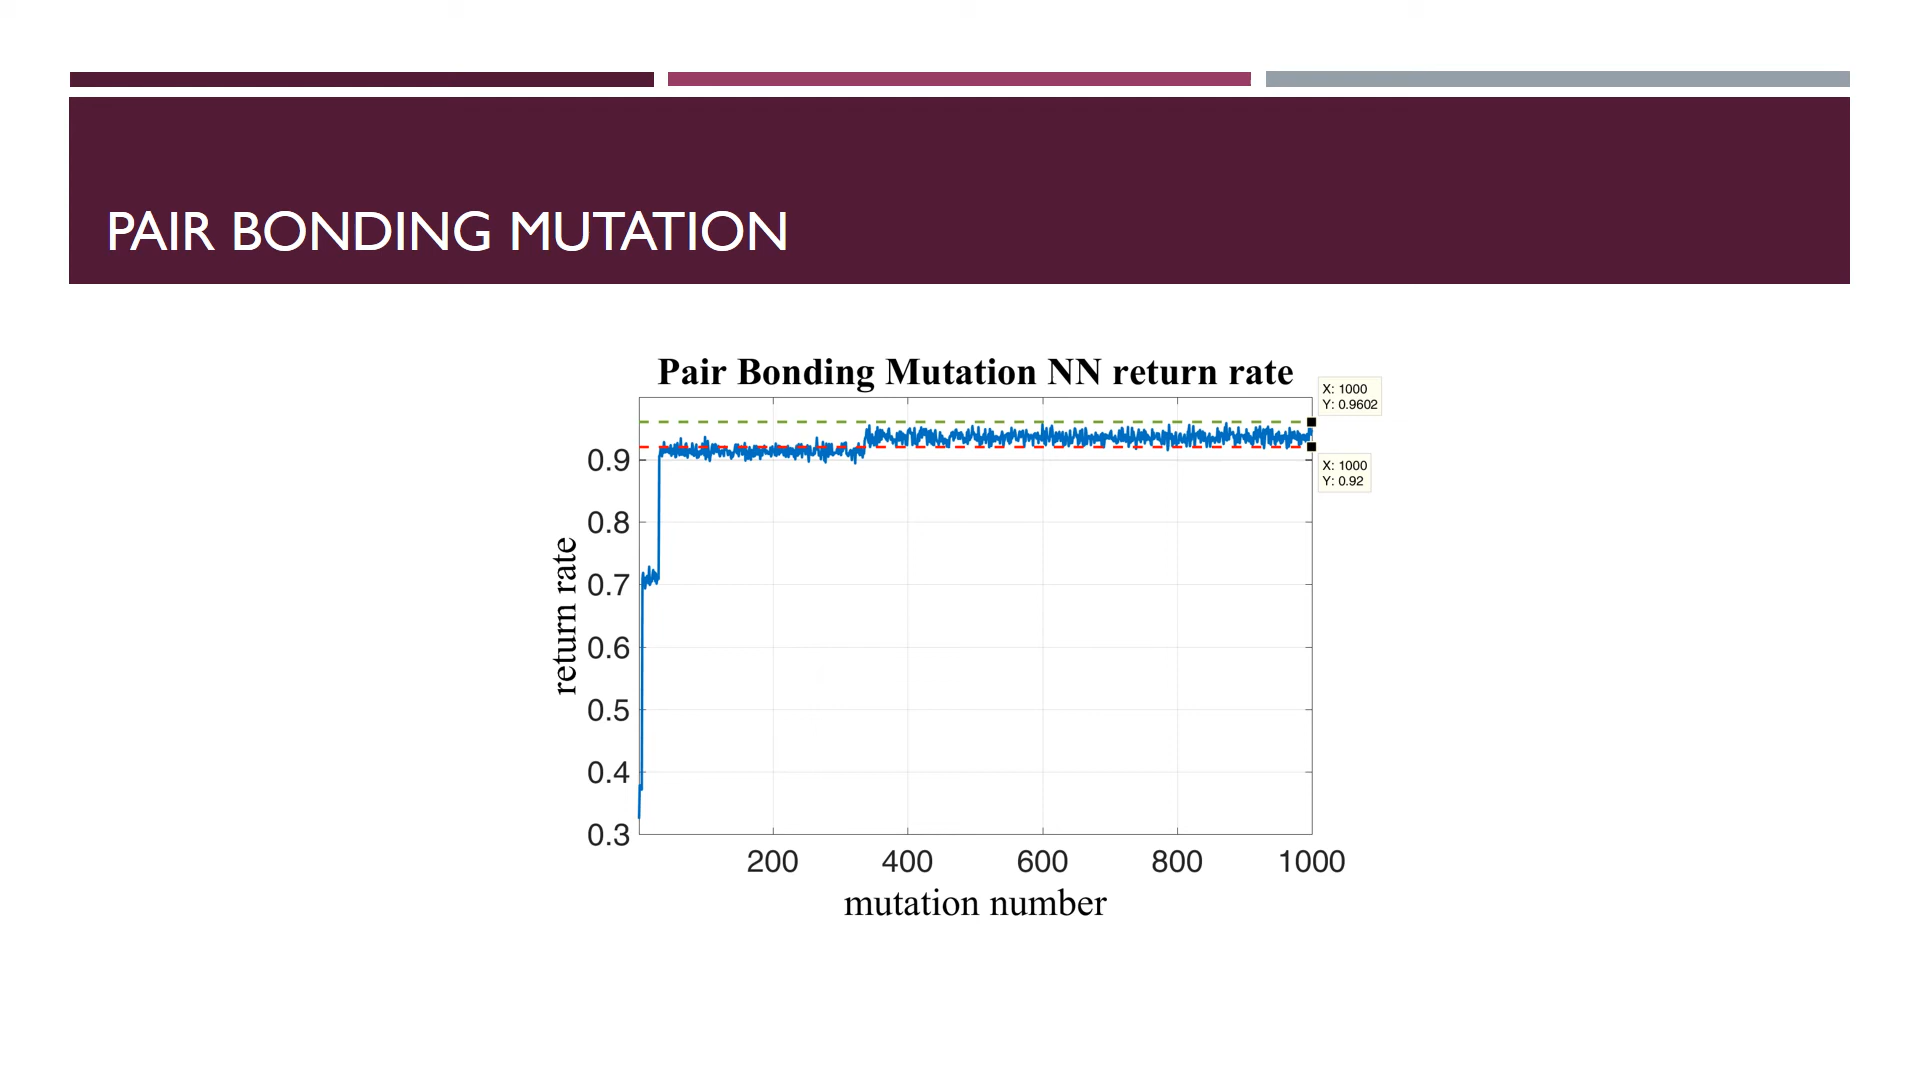 PAIR BONDING MUTATION
Pair Bonding Mutation NN return rate
X: 1000
Y: 0.9602
X: 1000
Y: 0.92
0.9
0.8
0.7
0.6
0.5
0.4
0.3
return rate
200 400 600 800 1000
mutation number